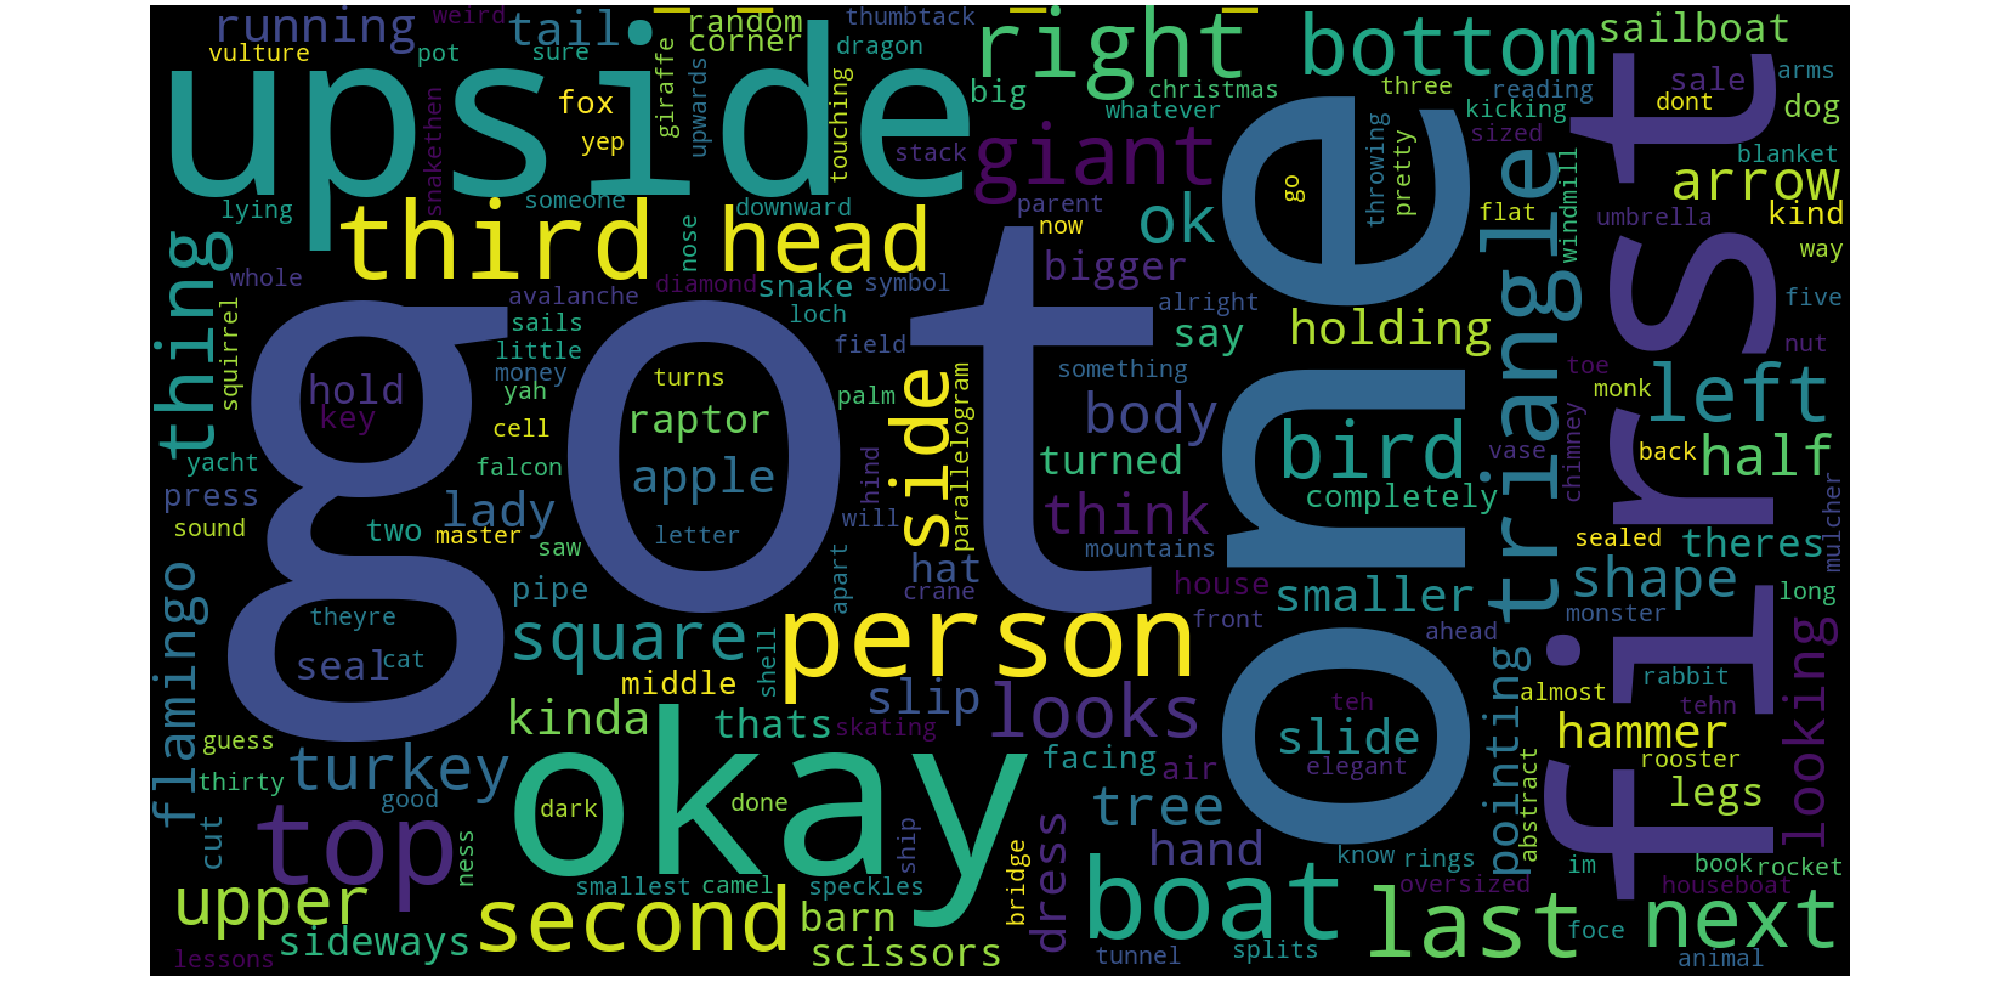 running
weird
tail
random
thumbtack
right
bottom
sailboat
vulture
pot
sure
corner
dragon
upside
fox
yep
giraffe
upwards
touching
big
christmas
whatever
three
reading
kicking
sized
sale
dont
arms
dog
snakethen
stack
giant
throwing
pretty
blanket
arrow
lying
someone
downward
parent
now
ok
go
flat
windmill
umbrella
kind
way
thing
third
head
nose
bigger
one
triangle
first
whole
avalanche
diamond
snake
symbol
alright
five
squirrel
sails
loch
field
say
holding
nut
got
little
money
turns
something
toe
monk
left
hold
key
yah
raptor
palm
side
parallelogram
body
cell
bird
vase
chimney
back
half
yacht
falcon
apple
hind
turned
completely
press
lady
will
think
mulcher
sound
two
master
saw
letter
mountains
sealed
theres
flamingo
pipe
apart
hat
crane
house
smaller
shape
long
theyre
square
person
front
ahead
monster
seal
cat
middle
shell
slip
looks
pointing
rabbit
almost
tehn
looking
kinda
thats
skating
teh
slide
elegant
hammer
guess
turkey
okay
facing
air
rooster
thirty
good
dark
done
tree
abstract
legs
cut
top
ness
ship
dress
hand
know
rings
im
book
rocket
upper
smallest
camel
speckles
bridge
boat
oversized
houseboat
last
next
sideways
second
barn
scissors
foce
lessons
tunnel
splits
animal